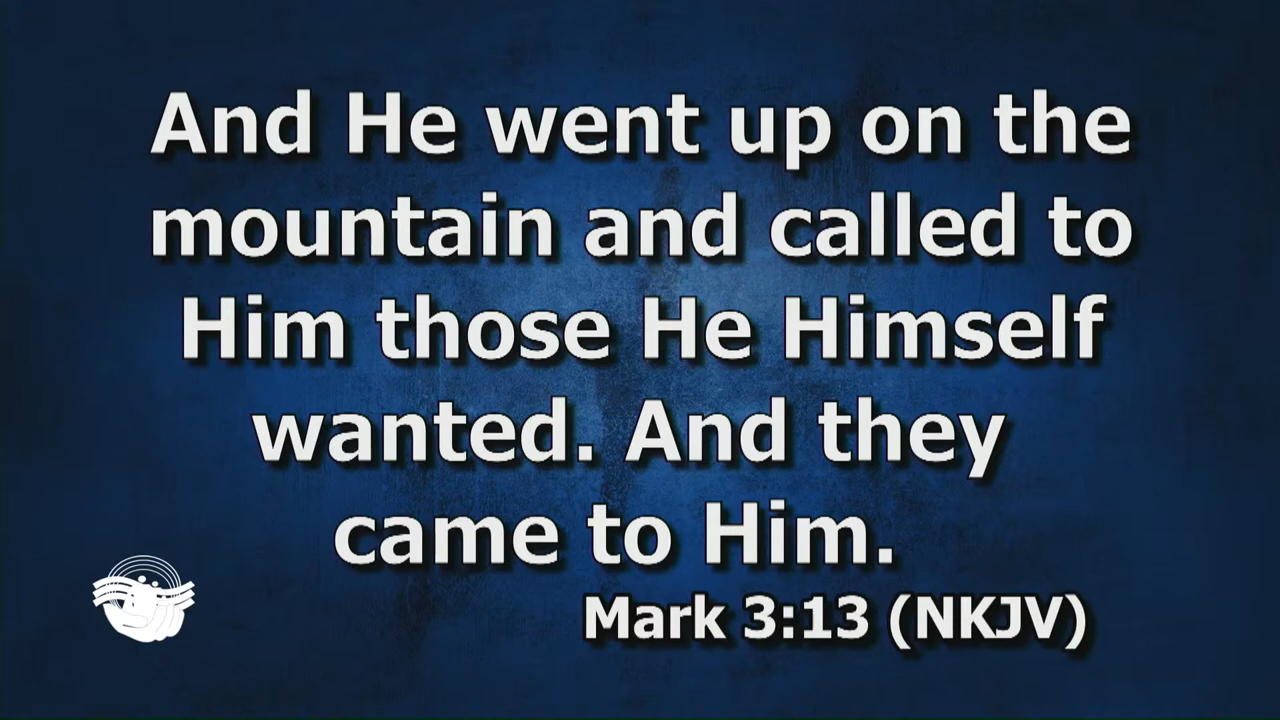 And He went up on the
mountain and called to
Him those He Himself
wanted. And they
came to Him.
Mark 3:13 (NKJV)